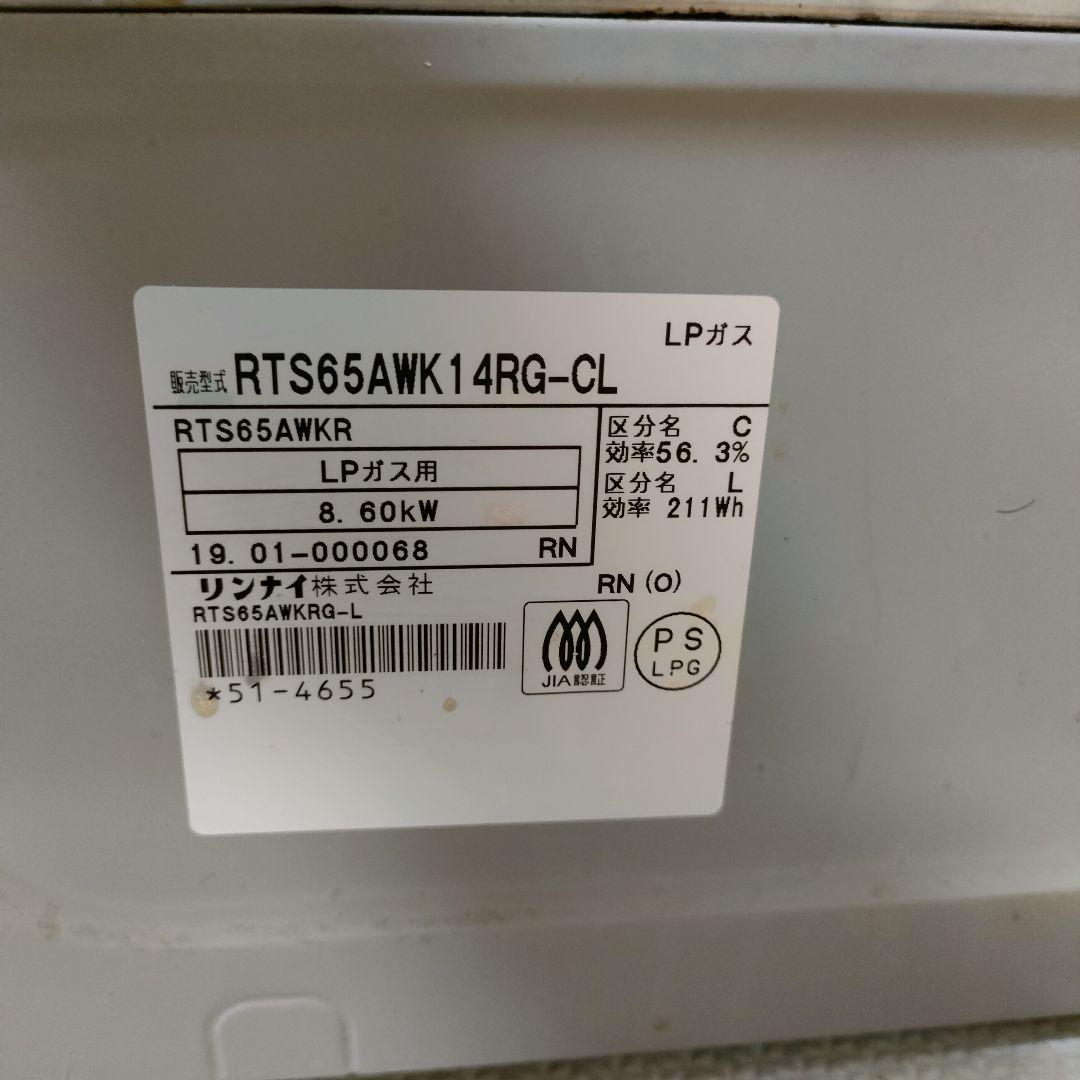 LPガス
販売型式 RTS65AWK14RG-CL
RTS65AWKR
LPガス用
8.60kW
19.01-000068 RN
区分名 C
効率56.3%
区分名 L
効率 211Wh
リンナイ株式会社
RN(O)
RTS65AWKRG-L
*51-4655
JIA認証
PS
LPG